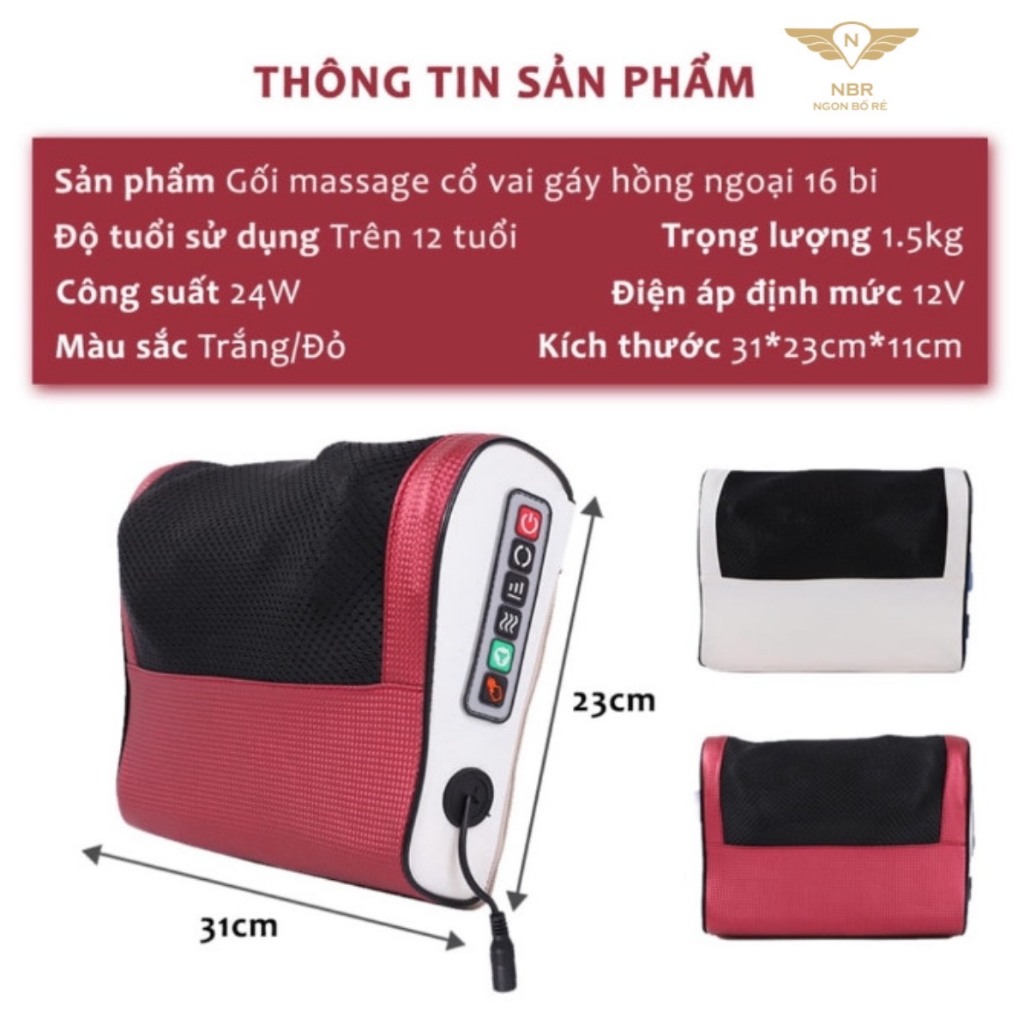 THÔNG TIN SẢN PHẨM
N
NBR
NGON BỔ RẺ
Sản phẩm Gối massage cổ vai gáy hồng ngoại 16 bi
Độ tuổi sử dụng Trên 12 tuổi
Trọng lượng 1.5kg
Công suất 24W
Điện áp định mức 12V
Màu sắc Trắng/Đỏ
Kích thước 31*23cm*11cm
23cm
31cm